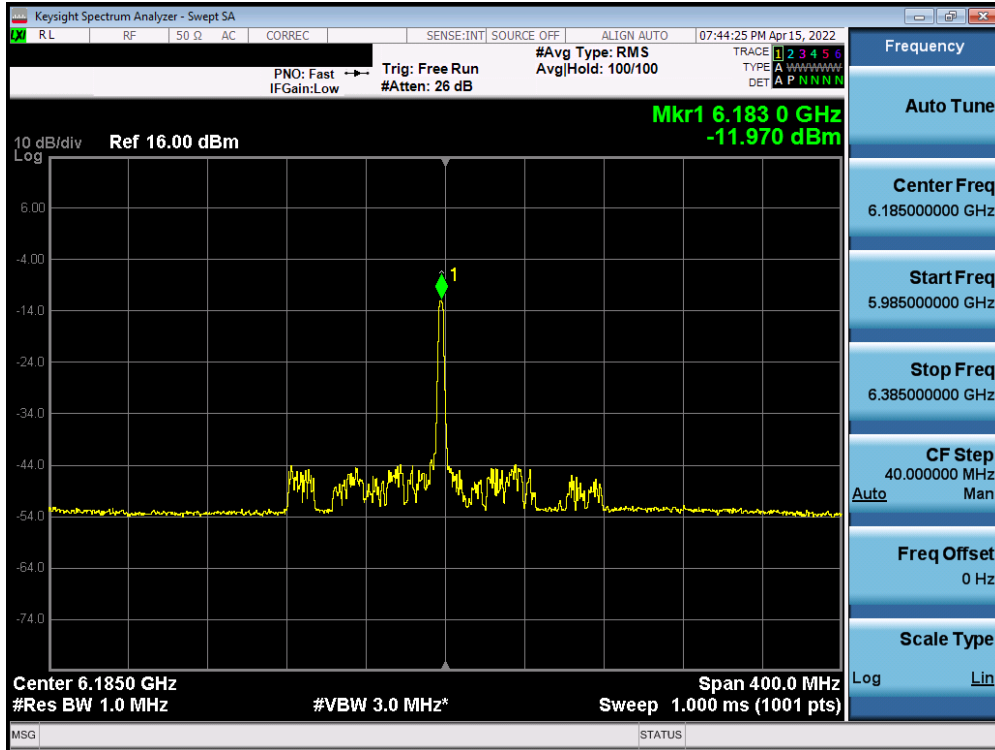 Keysight Spectrum Analyzer - Swept SA
LXI RL RF 50 Ω AC CORREC SENSE:INT SOURCE OFF ALIGN AUTO 07:44:25 PM Apr 15, 2022
PNO: Fast Trig: Free Run #Avg Type: RMS TRACE 1 2 3 4 5 6
IFGain:Low #Atten: 26 dB Avg|Hold: 100/100 TYPE A WWWWW
DET A P N N N N
Mkr1 6.183 0 GHz
-11.970 dBm
10 dB/div Ref 16.00 dBm
Log
6.00
-4.00
1
-14.0
-24.0
-34.0
-44.0
-54.0
-64.0
-74.0
Center 6.1850 GHz Span 400.0 MHz
#Res BW 1.0 MHz #VBW 3.0 MHz* Sweep 1.000 ms (1001 pts)
MSG STATUS
Frequency
Auto Tune
Center Freq
6.185000000 GHz
Start Freq
5.985000000 GHz
Stop Freq
6.385000000 GHz
CF Step
40.000000 MHz
Auto Man
Freq Offset
0 Hz
Scale Type
Log Lin